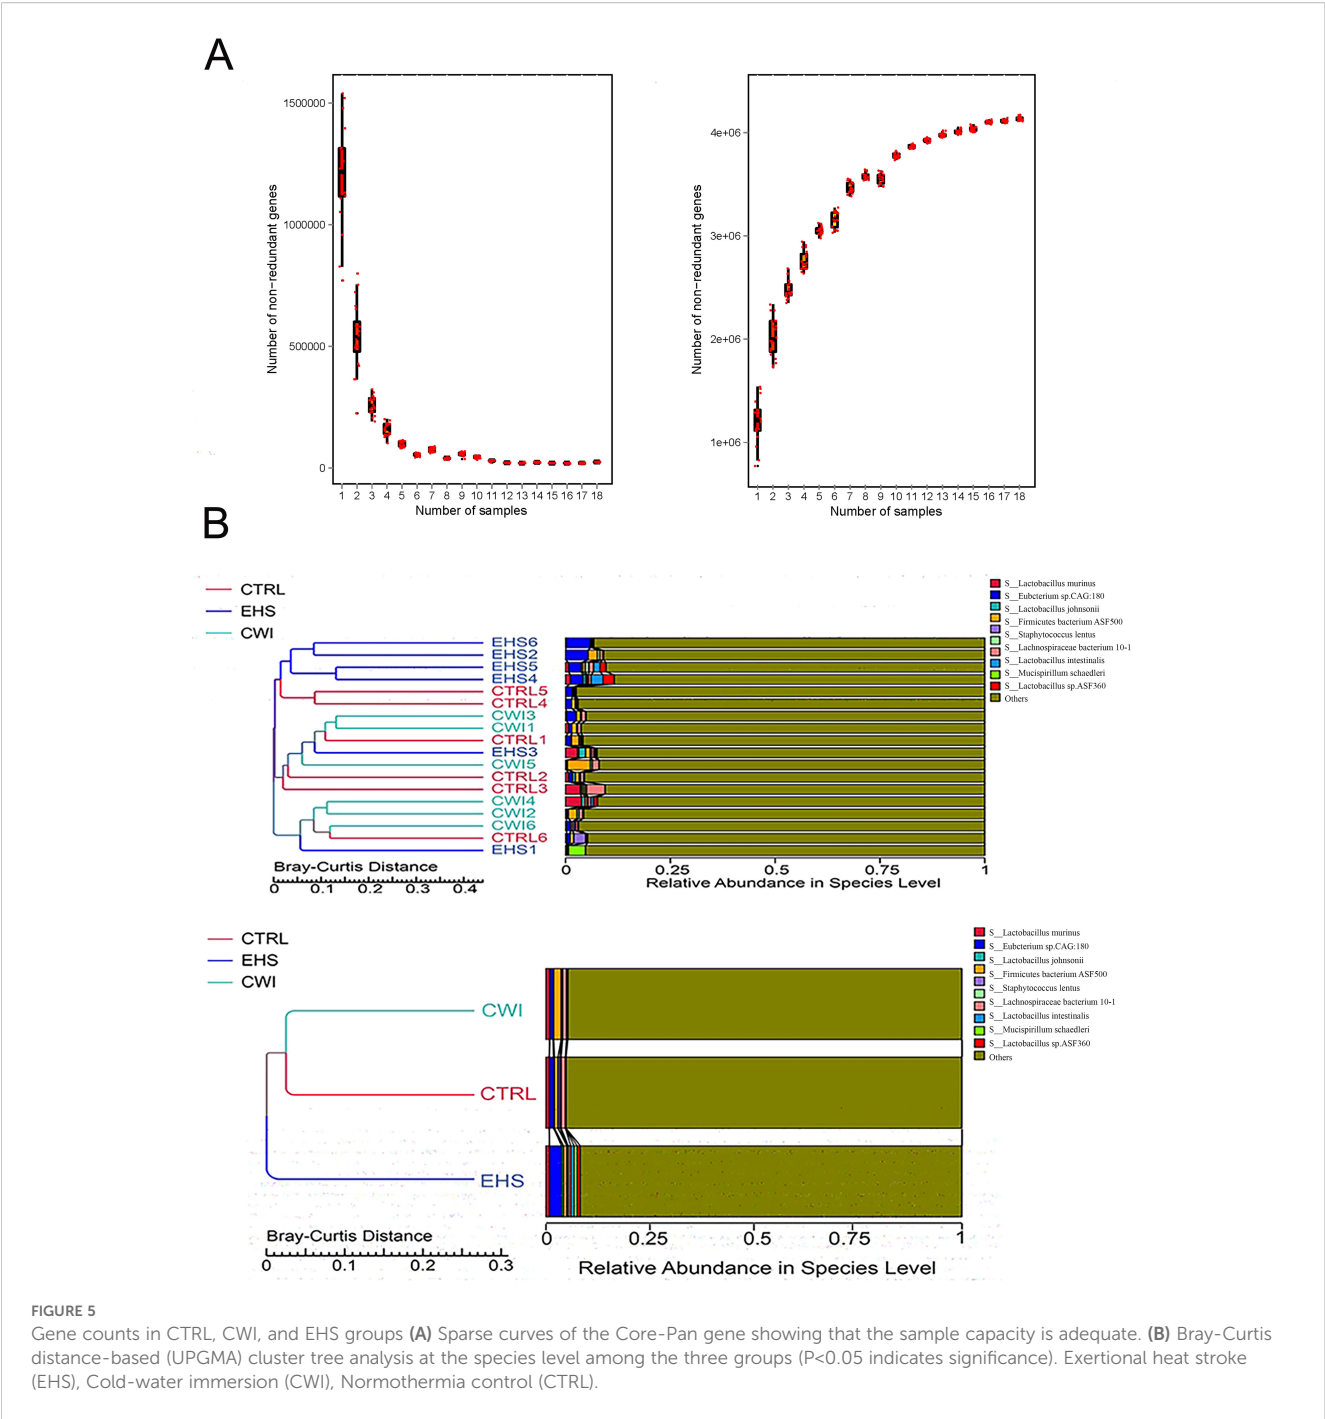 A
Number of non-redundant genes
1500000
1000000
500000
0
1 2 3 4 5 6 7 8 9 10 11 12 13 14 15 16 17 18
Number of samples
Number of non-redundant genes
4e+06
3e+06
2e+06
1e+06
1 2 3 4 5 6 7 8 9 10 11 12 13 14 15 16 17 18
Number of samples
B
CTRL
EHS
CWI
EHS6
EHS2
EHS5
EHS4
CTRL5
CTRL4
CWI3
CWI1
CTRL1
EHS3
CWI5
CTRL2
CTRL3
CWI4
CWI2
CWI6
CTRL6
EHS1
Bray-Curtis Distance
0 0.1 0.2 0.3 0.4
0 0.25 0.5 0.75 1
Relative Abundance in Species Level
S__Lactobacillus murinus
S__Eubcterium sp.CAG:180
S__Lactobacillus johnsonii
S__Firmicutes bacterium ASF500
S__Staphytococcus lentus
S__Lachnospiraceae bacterium 10-1
S__Lactobacillus intestinalis
S__Mucispirillum schaedleri
S__Lactobacillus sp.ASF360
Others
CTRL
EHS
CWI
CWI
CTRL
EHS
Bray-Curtis Distance
0 0.1 0.2 0.3
0 0.25 0.5 0.75 1
Relative Abundance in Species Level
S__Lactobacillus murinus
S__Eubcterium sp.CAG:180
S__Lactobacillus johnsonii
S__Firmicutes bacterium ASF500
S__Staphytococcus lentus
S__Lachnospiraceae bacterium 10-1
S__Lactobacillus intestinalis
S__Mucispirillum schaedleri
S__Lactobacillus sp.ASF360
Others
FIGURE 5
Gene counts in CTRL, CWI, and EHS groups (A) Sparse curves of the Core-Pan gene showing that the sample capacity is adequate. (B) Bray-Curtis
distance-based (UPGMA) cluster tree analysis at the species level among the three groups (P<0.05 indicates significance). Exertional heat stroke
(EHS), Cold-water immersion (CWI), Normothermia control (CTRL).